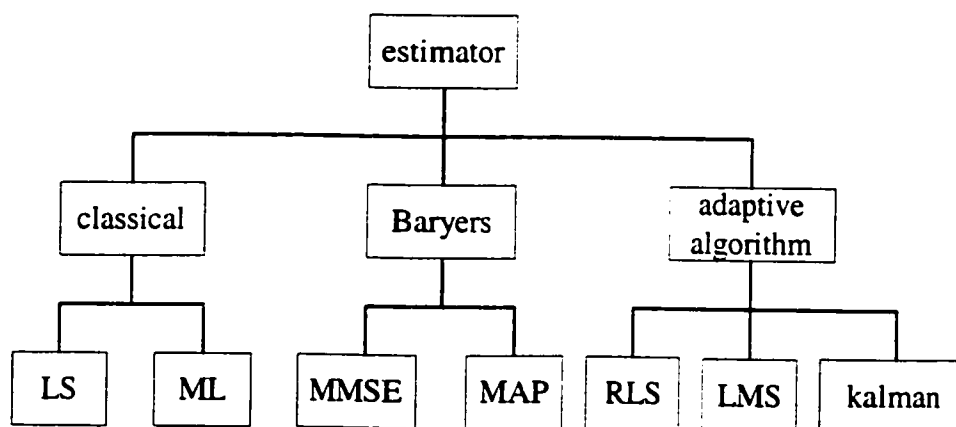 estimator
classical
Baryers
adaptive
algorithm
LS
ML
MMSE
MAP
RLS
LMS
kalman